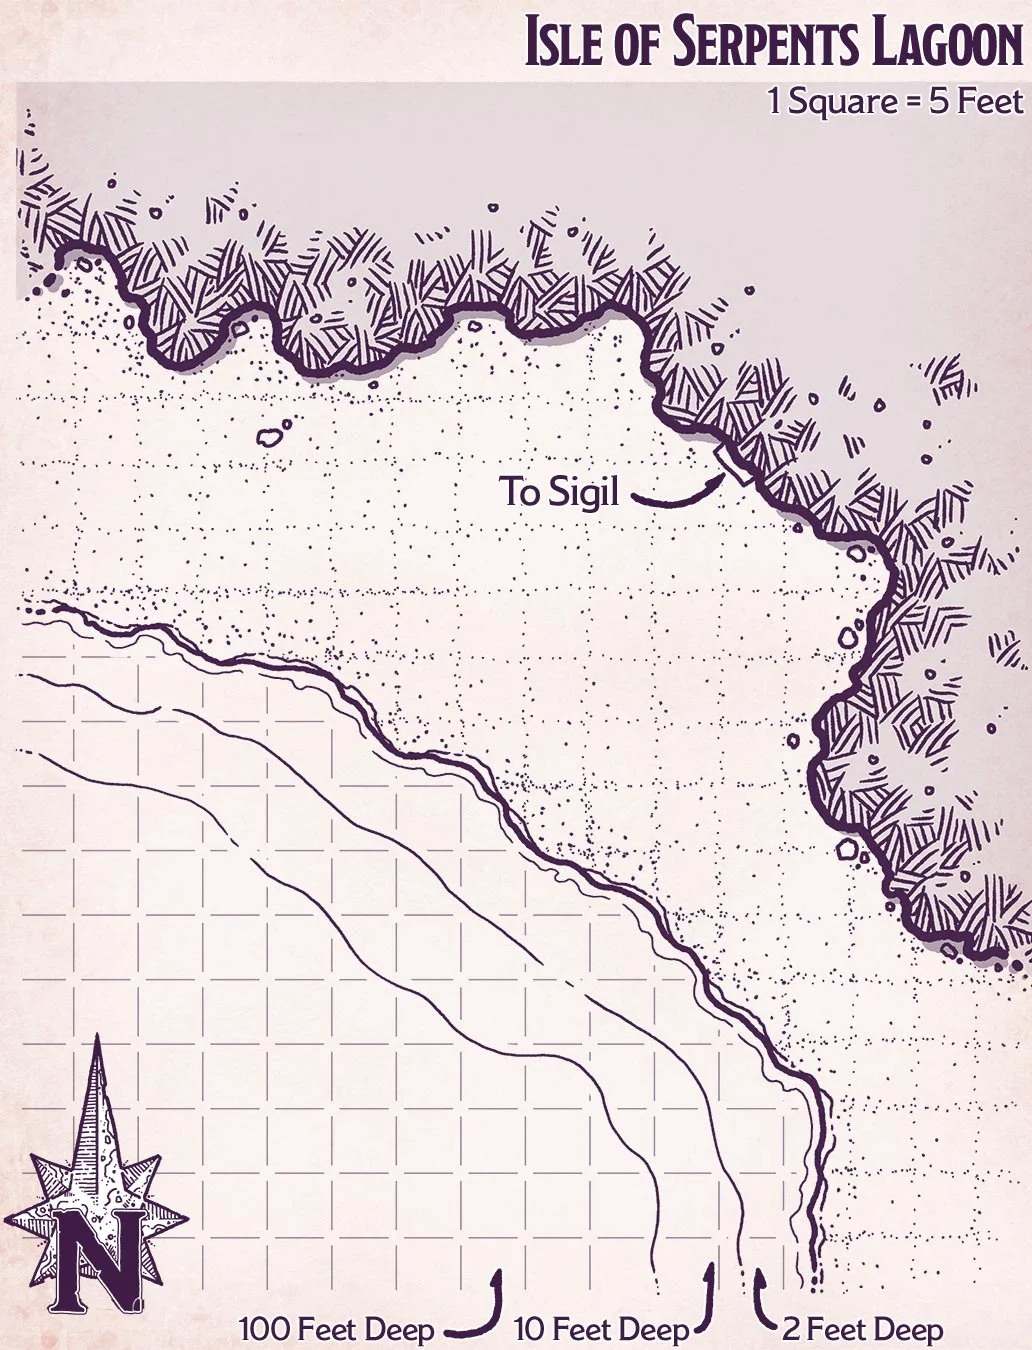 Isle of Serpents Lagoon
1 Square = 5 Feet
To Sigil
N
100 Feet Deep
10 Feet Deep
2 Feet Deep